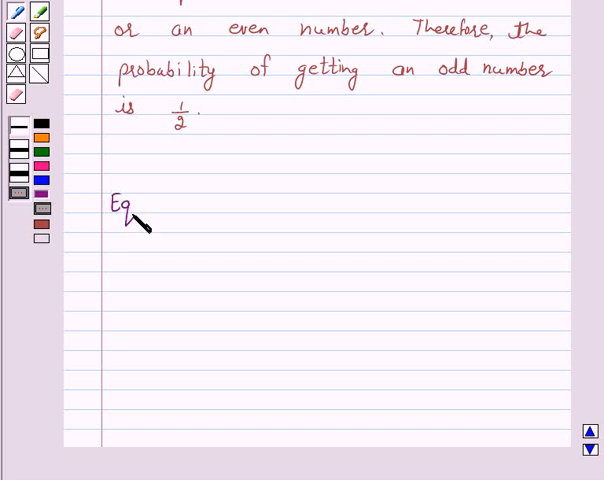 or an even number. Therefore, the
probability of getting an odd number
is 1/2.
Eq